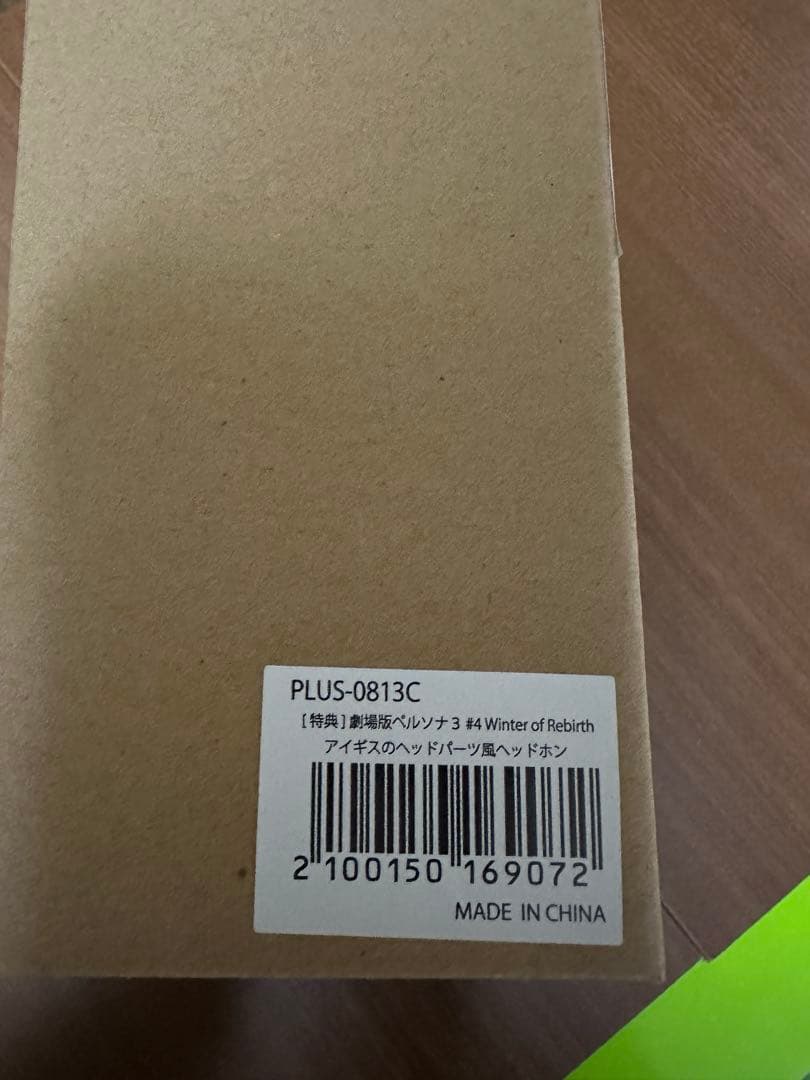 PLUS-0813C
［特典］劇場版ペルソナ３ #4 Winter of Rebirth
アイギスのヘッドパーツ風ヘッドホン
2 100150 169072
MADE IN CHINA